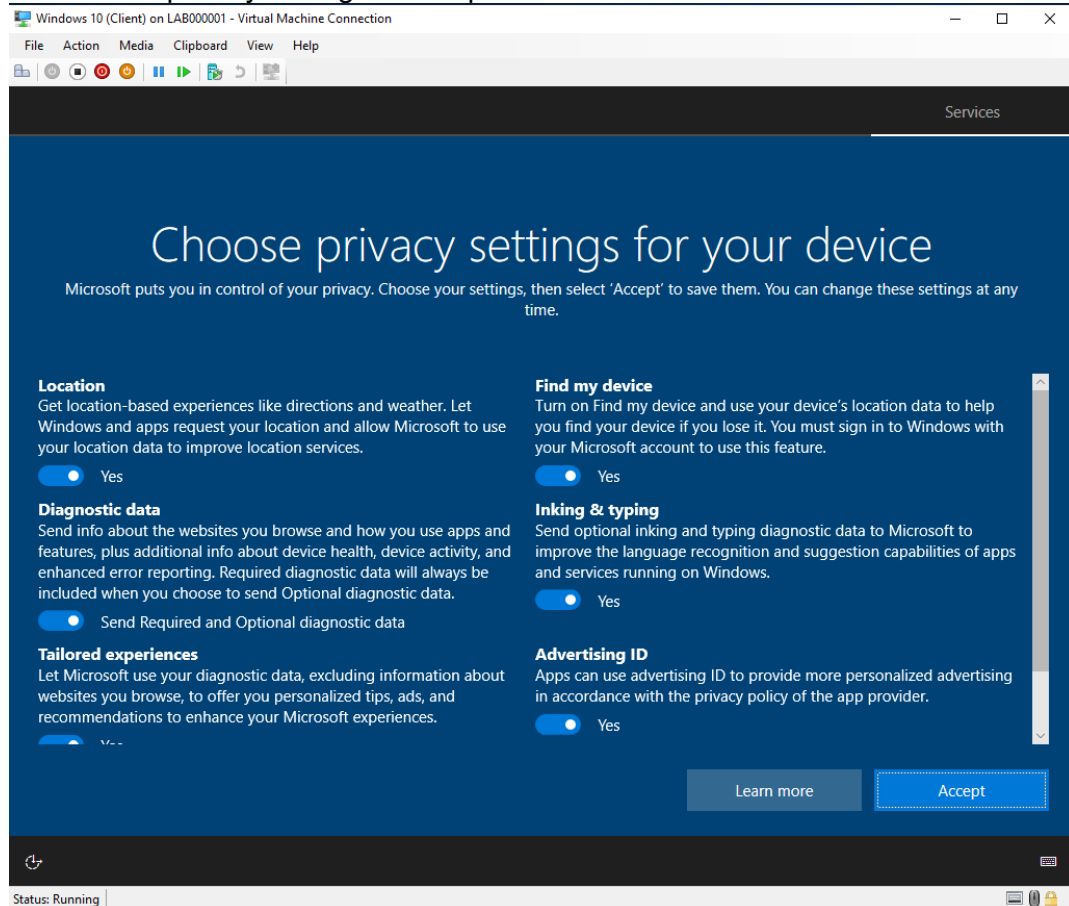 Windows 10 (Client) on LAB000001 - Virtual Machine Connection
File Action Media Clipboard View Help
Services
Choose privacy settings for your device
Microsoft puts you in control of your privacy. Choose your settings, then select ‘Accept’ to save them. You can change these settings at any
time.
Location
Get location-based experiences like directions and weather. Let
Windows and apps request your location and allow Microsoft to use
your location data to improve location services.
Yes
Diagnostic data
Send info about the websites you browse and how you use apps and
features, plus additional info about device health, device activity, and
enhanced error reporting. Required diagnostic data will always be
included when you choose to send Optional diagnostic data.
Send Required and Optional diagnostic data
Tailored experiences
Let Microsoft use your diagnostic data, excluding information about
websites you browse, to offer you personalized tips, ads, and
recommendations to enhance your Microsoft experiences.
Find my device
Turn on Find my device and use your device’s location data to help
you find your device if you lose it. You must sign in to Windows with
your Microsoft account to use this feature.
Yes
Inking & typing
Send optional inking and typing diagnostic data to Microsoft to
improve the language recognition and suggestion capabilities of apps
and services running on Windows.
Yes
Advertising ID
Apps can use advertising ID to provide more personalized advertising
in accordance with the privacy policy of the app provider.
Yes
Learn more
Accept
Status: Running